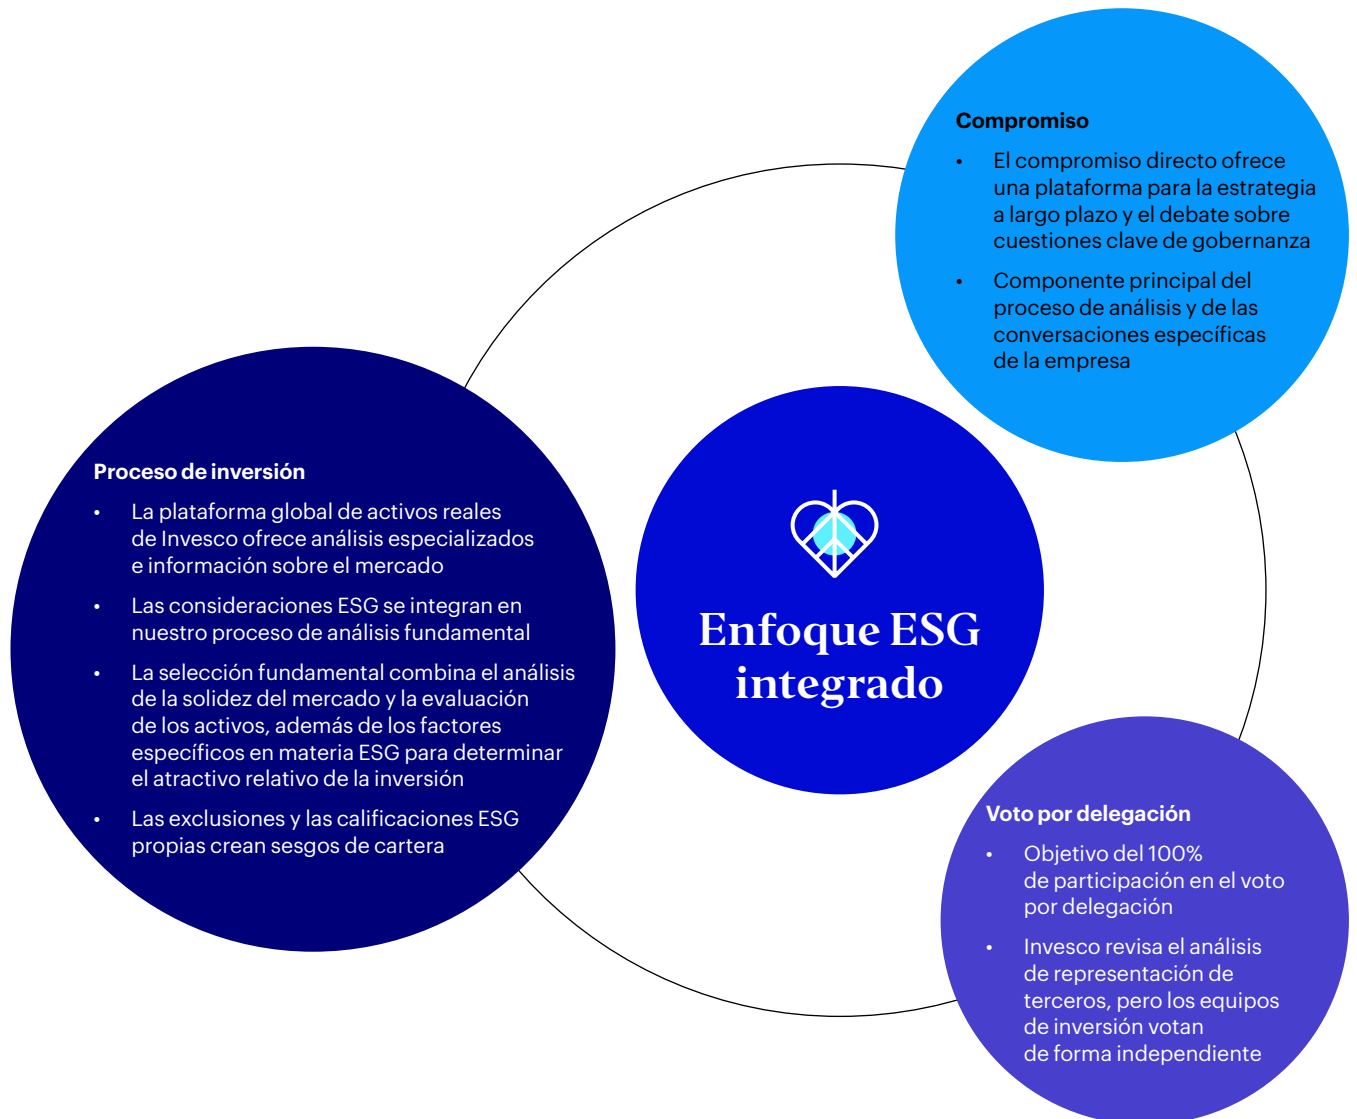 Compromiso
• El compromiso directo ofrece
una plataforma para la estrategia
a largo plazo y el debate sobre
cuestiones clave de gobernanza
• Componente principal del
proceso de análisis y de las
conversaciones específicas
de la empresa
Proceso de inversión
• La plataforma global de activos reales
de Invesco ofrece análisis especializados
e información sobre el mercado
• Las consideraciones ESG se integran en
nuestro proceso de análisis fundamental
• La selección fundamental combina el análisis
de la solidez del mercado y la evaluación
de los activos, además de los factores
específicos en materia ESG para determinar
el atractivo relativo de la inversión
• Las exclusiones y las calificaciones ESG
propias crean sesgos de cartera
Enfoque ESG
integrado
Voto por delegación
• Objetivo del 100%
de participación en el voto
por delegación
• Invesco revisa el análisis
de representación de
terceros, pero los equipos
de inversión votan
de forma independiente